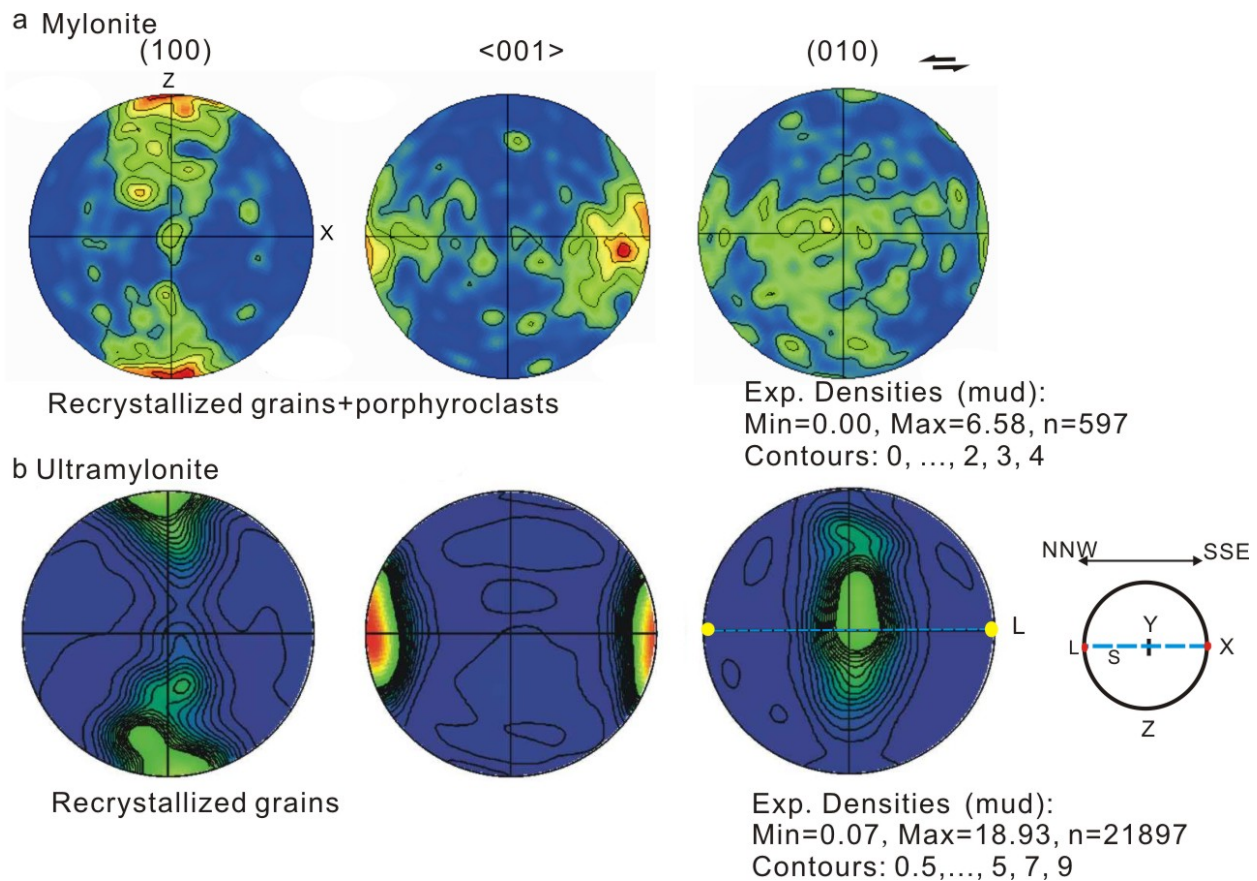 a Mylonite
(100)
<001>
(010)
Z
X
Recrystallized grains+porphyroclasts
Exp. Densities (mud):
Min=0.00, Max=6.58, n=597
Contours: 0, ..., 2, 3, 4
b Ultramylonite
L
NNW
SSE
Y
L
S
X
Z
Recrystallized grains
Exp. Densities (mud):
Min=0.07, Max=18.93, n=21897
Contours: 0.5,..., 5, 7, 9